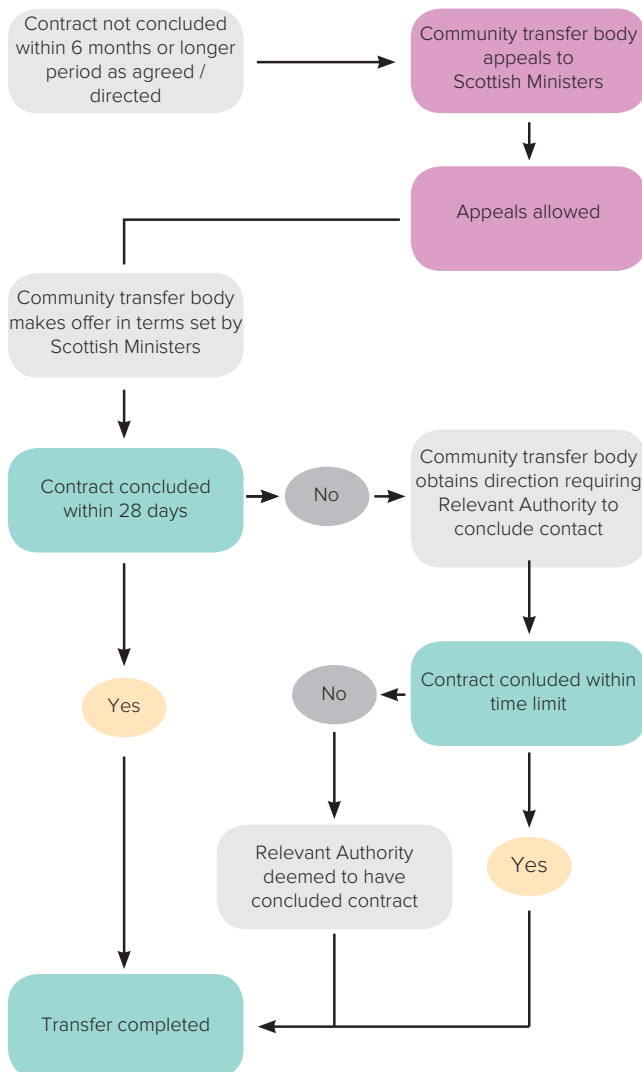 Contract not concluded
within 6 months or longer
period as agreed /
directed
Community transfer body
appeals to
Scottish Ministers
Appeals allowed
Community transfer body
makes offer in terms set by
Scottish Ministers
Contract concluded
within 28 days
No
Community transfer body
obtains direction requiring
Relevant Authority to
conclude contact
Yes
No
Contract conluded within
time limit
Relevant Authority
deemed to have
concluded contract
Yes
Transfer completed